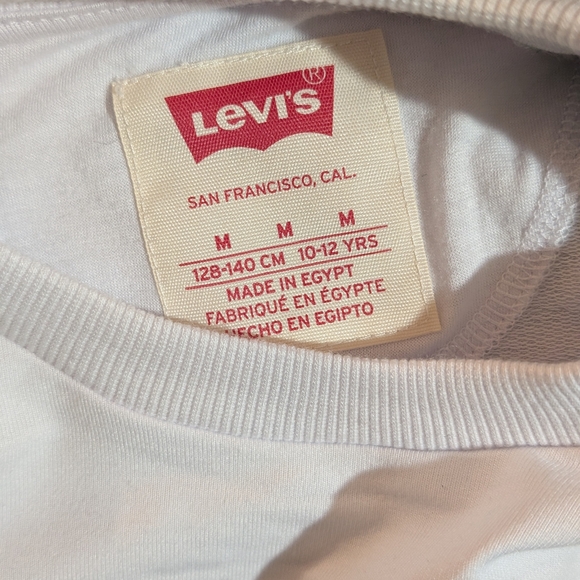 Levi's®
SAN FRANCISCO, CAL.
M M M
128-140 CM 10-12 YRS
MADE IN EGYPT
FABRIQUÉ EN ÉGYPTE
HECHO EN EGIPTO